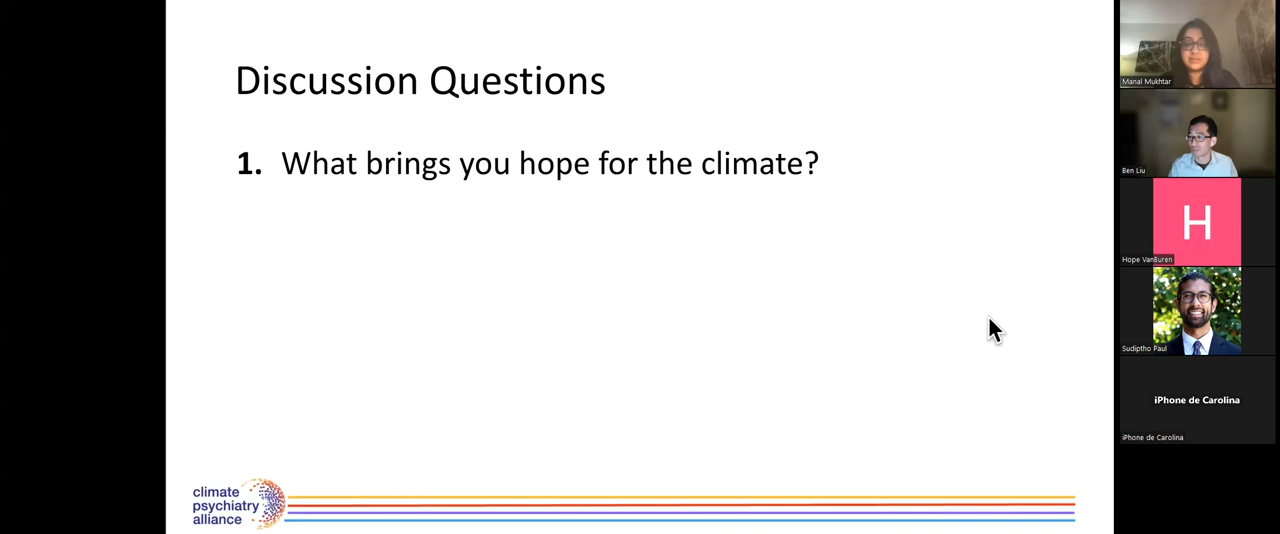 Discussion Questions
1. What brings you hope for the climate?
climate
psychiatry
alliance
Manal Mukhtar
Ben Liu
H
Hope VanBuren
Sudiptho Paul
iPhone de Carolina
iPhone de Carolina